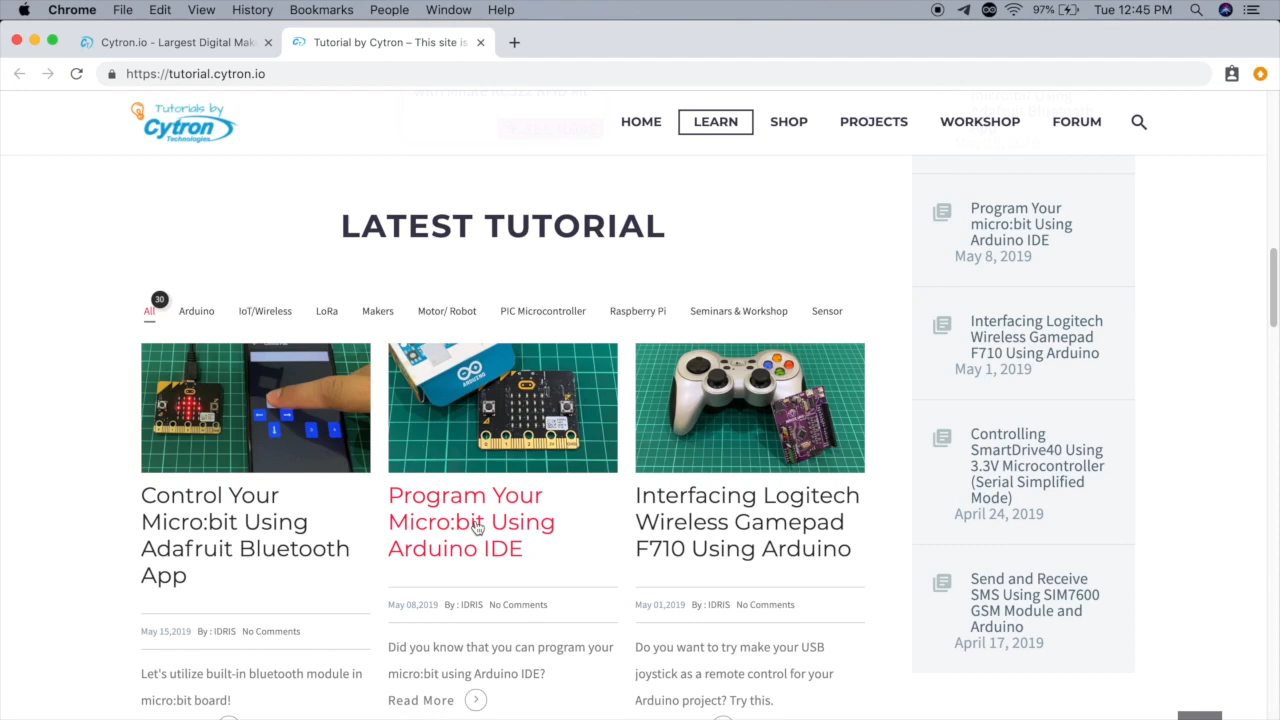 Chrome File Edit View History Bookmarks People Window Help 97% Tue 12:45 PM
Cytron.io - Largest Digital Mak
Tutorial by Cytron – This site is
https://tutorial.cytron.io
Tutorials by
Cytron
Technologies
HOME LEARN SHOP PROJECTS WORKSHOP FORUM
LATEST TUTORIAL
30
All Arduino IoT/Wireless LoRa Makers Motor/ Robot PIC Microcontroller Raspberry Pi Seminars & Workshop Sensor
ARDUINO
Control Your
Micro:bit Using
Adafruit Bluetooth
App
May 15,2019 By : IDRIS No Comments
Let's utilize built-in bluetooth module in
micro:bit board!
Program Your
Micro:bit Using
Arduino IDE
May 08,2019 By : IDRIS No Comments
Did you know that you can program your
micro:bit using Arduino IDE?
Read More
Interfacing Logitech
Wireless Gamepad
F710 Using Arduino
May 01,2019 By : IDRIS No Comments
Do you want to try make your USB
joystick as a remote control for your
Arduino project? Try this.
Program Your
micro:bit Using
Arduino IDE
May 8, 2019
Interfacing Logitech
Wireless Gamepad
F710 Using Arduino
May 1, 2019
Controlling
SmartDrive40 Using
3.3V Microcontroller
(Serial Simplified
Mode)
April 24, 2019
Send and Receive
SMS Using SIM7600
GSM Module and
Arduino
April 17, 2019